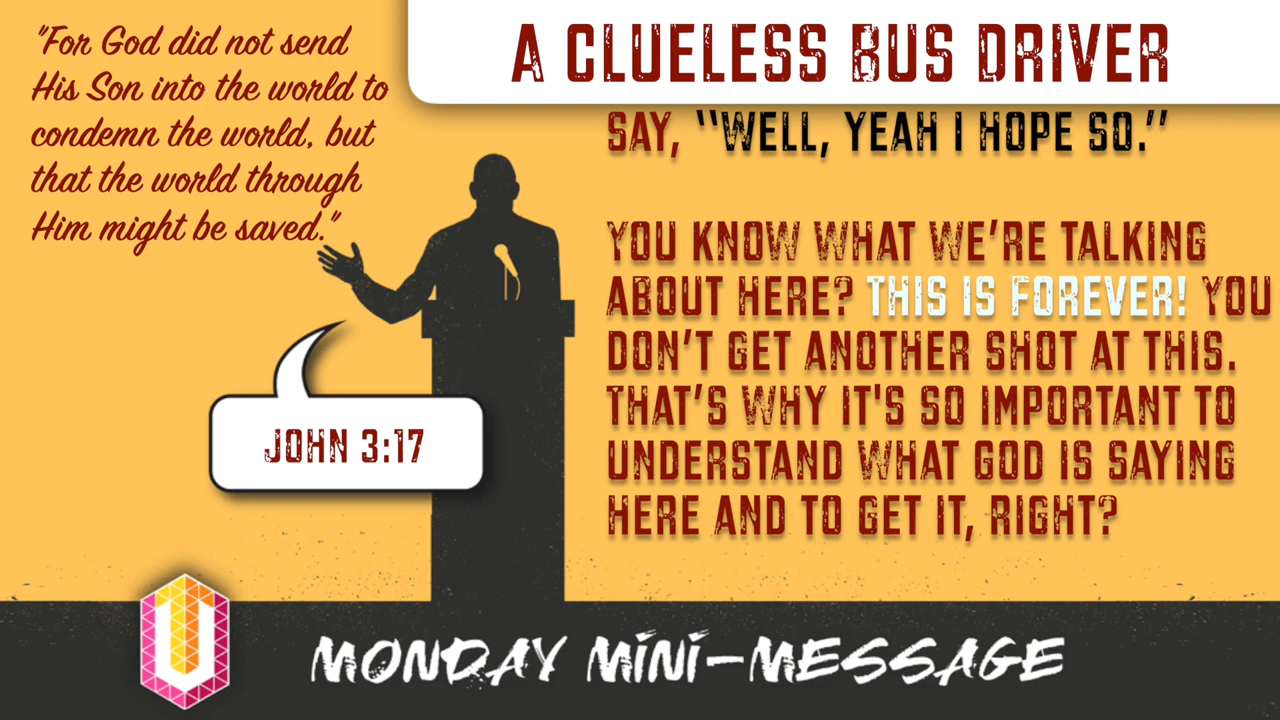 "For God did not send
His Son into the world to
condemn the world, but
that the world through
Him might be saved."
A CLUELESS BUS DRIVER
SAY, "WELL, YEAH I HOPE SO."
YOU KNOW WHAT WE'RE TALKING
ABOUT HERE? THIS IS FOREVER! YOU
DON'T GET ANOTHER SHOT AT THIS.
THAT'S WHY IT'S SO IMPORTANT TO
UNDERSTAND WHAT GOD IS SAYING
HERE AND TO GET IT, RIGHT?
JOHN 3:17
U
MONDAY MINI-MESSAGE